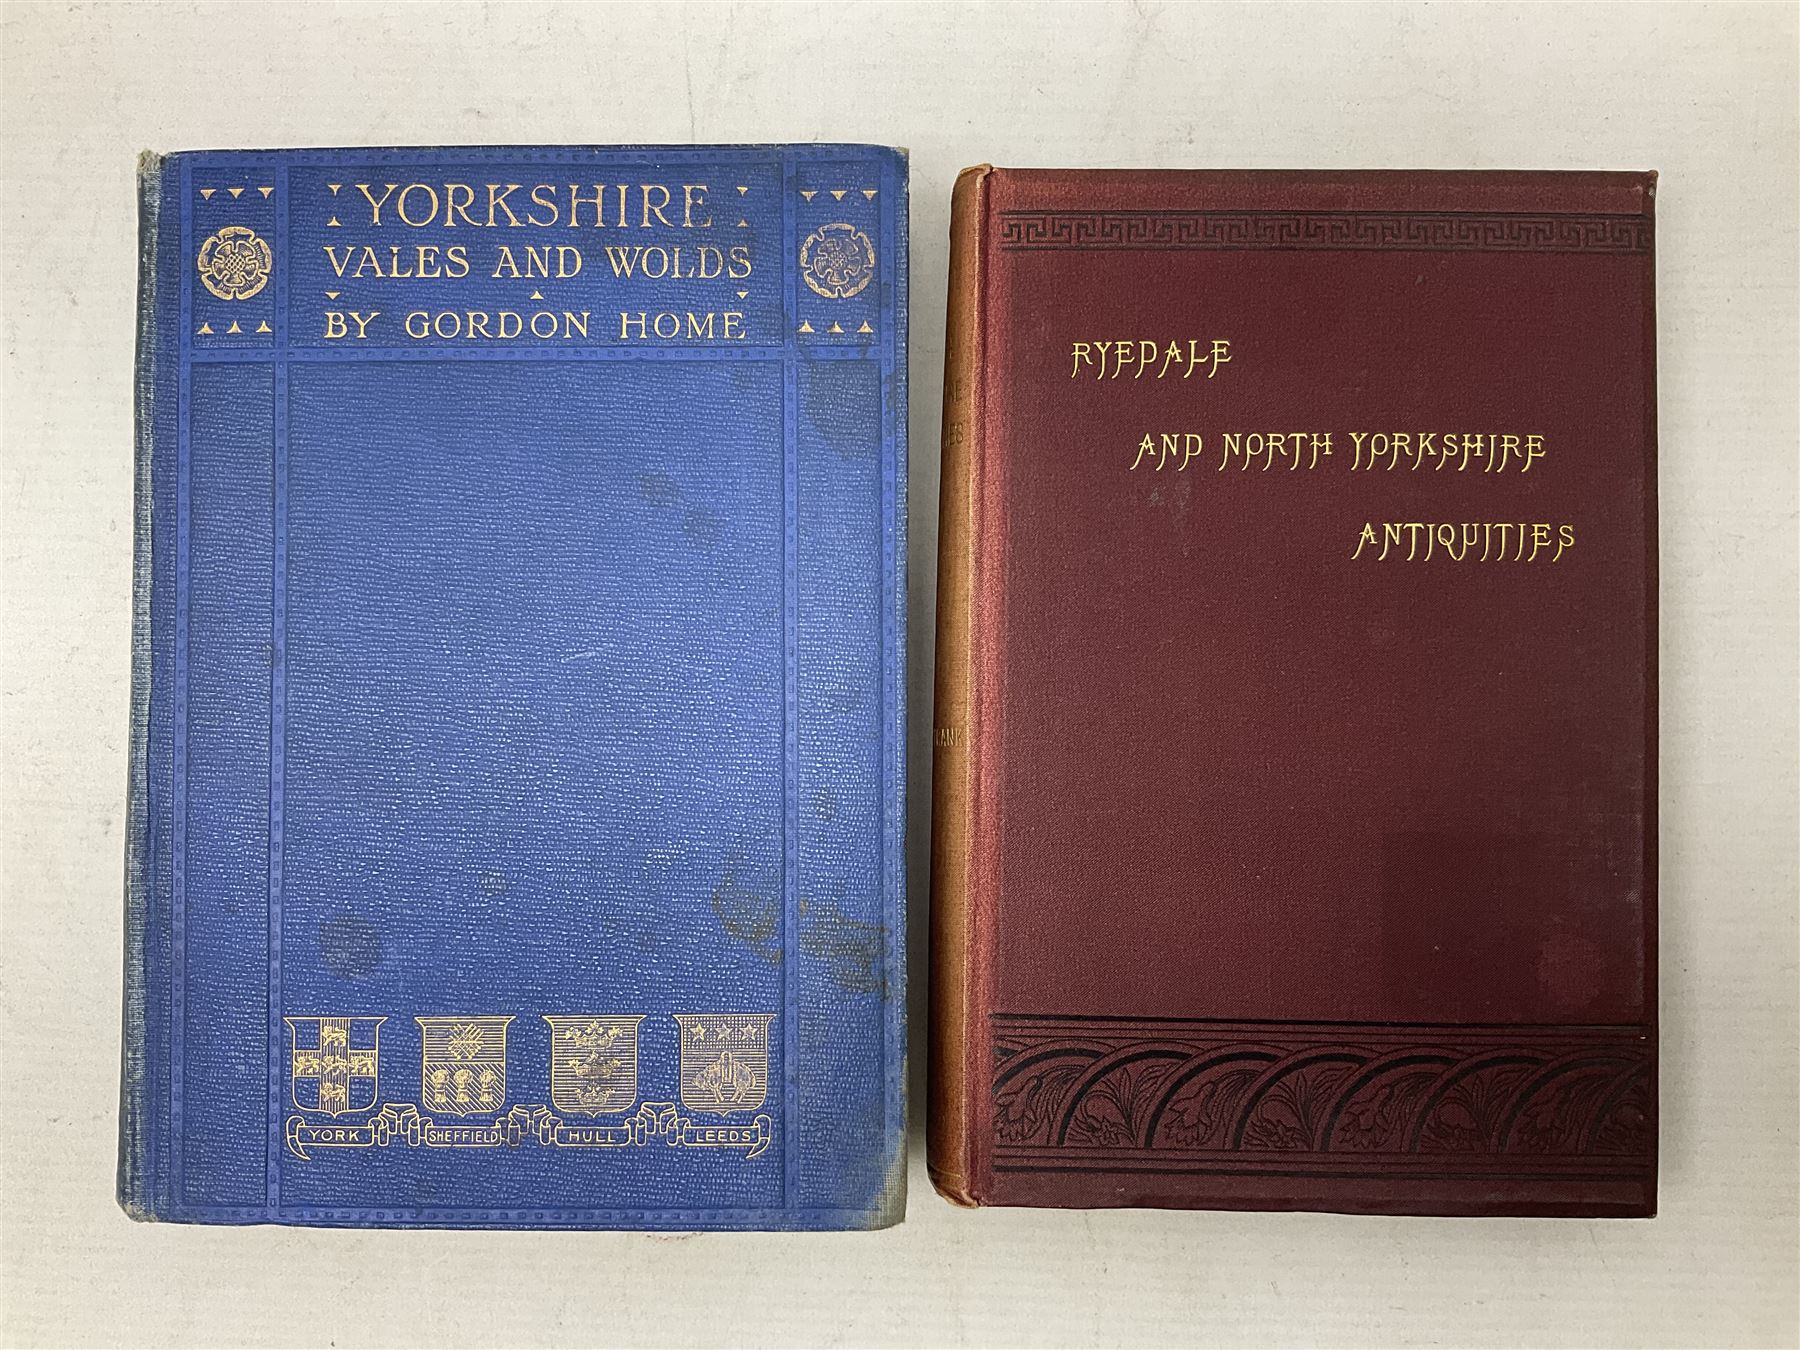 YORKSHIRE
VALES AND WOLDS
BY GORDON HOME
YORK
SHEFFIELD
HULL
LEEDS
RYEDALE
AND NORTH YORKSHIRE
ANTIQUITIES